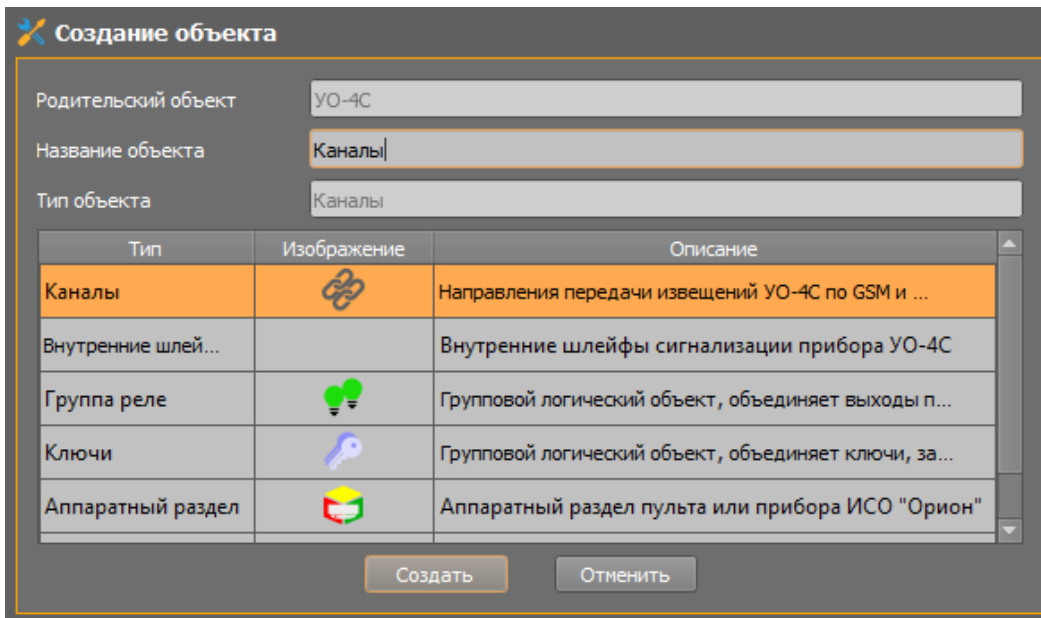 Создание объекта
Родительский объект УО-4С
Название объекта Каналы
Тип объекта Каналы
Тип Изображение Описание
Каналы Направления передачи извещений УО-4С по GSM и ...
Внутренние шлей... Внутренние шлейфы сигнализации прибора УО-4С
Группа реле Групповой логический объект, объединяет выходы п...
Ключи Групповой логический объект, объединяет ключи, за...
Аппаратный раздел Аппаратный раздел пульта или прибора ИСО "Орион"
Создать Отменить